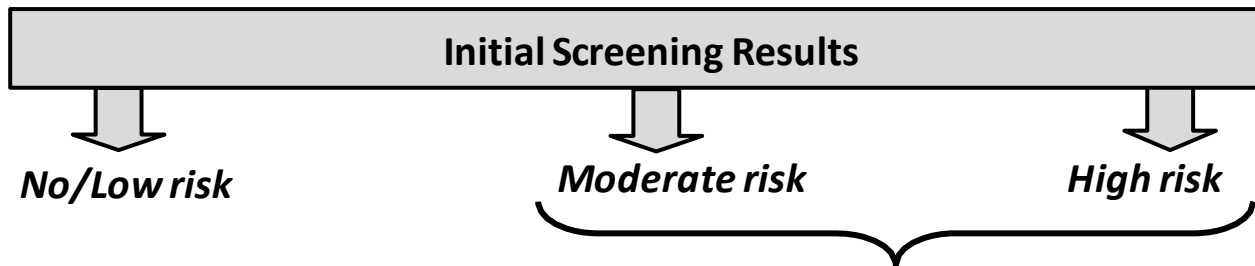 Initial Screening Results
No/Low risk
Moderate risk
High risk